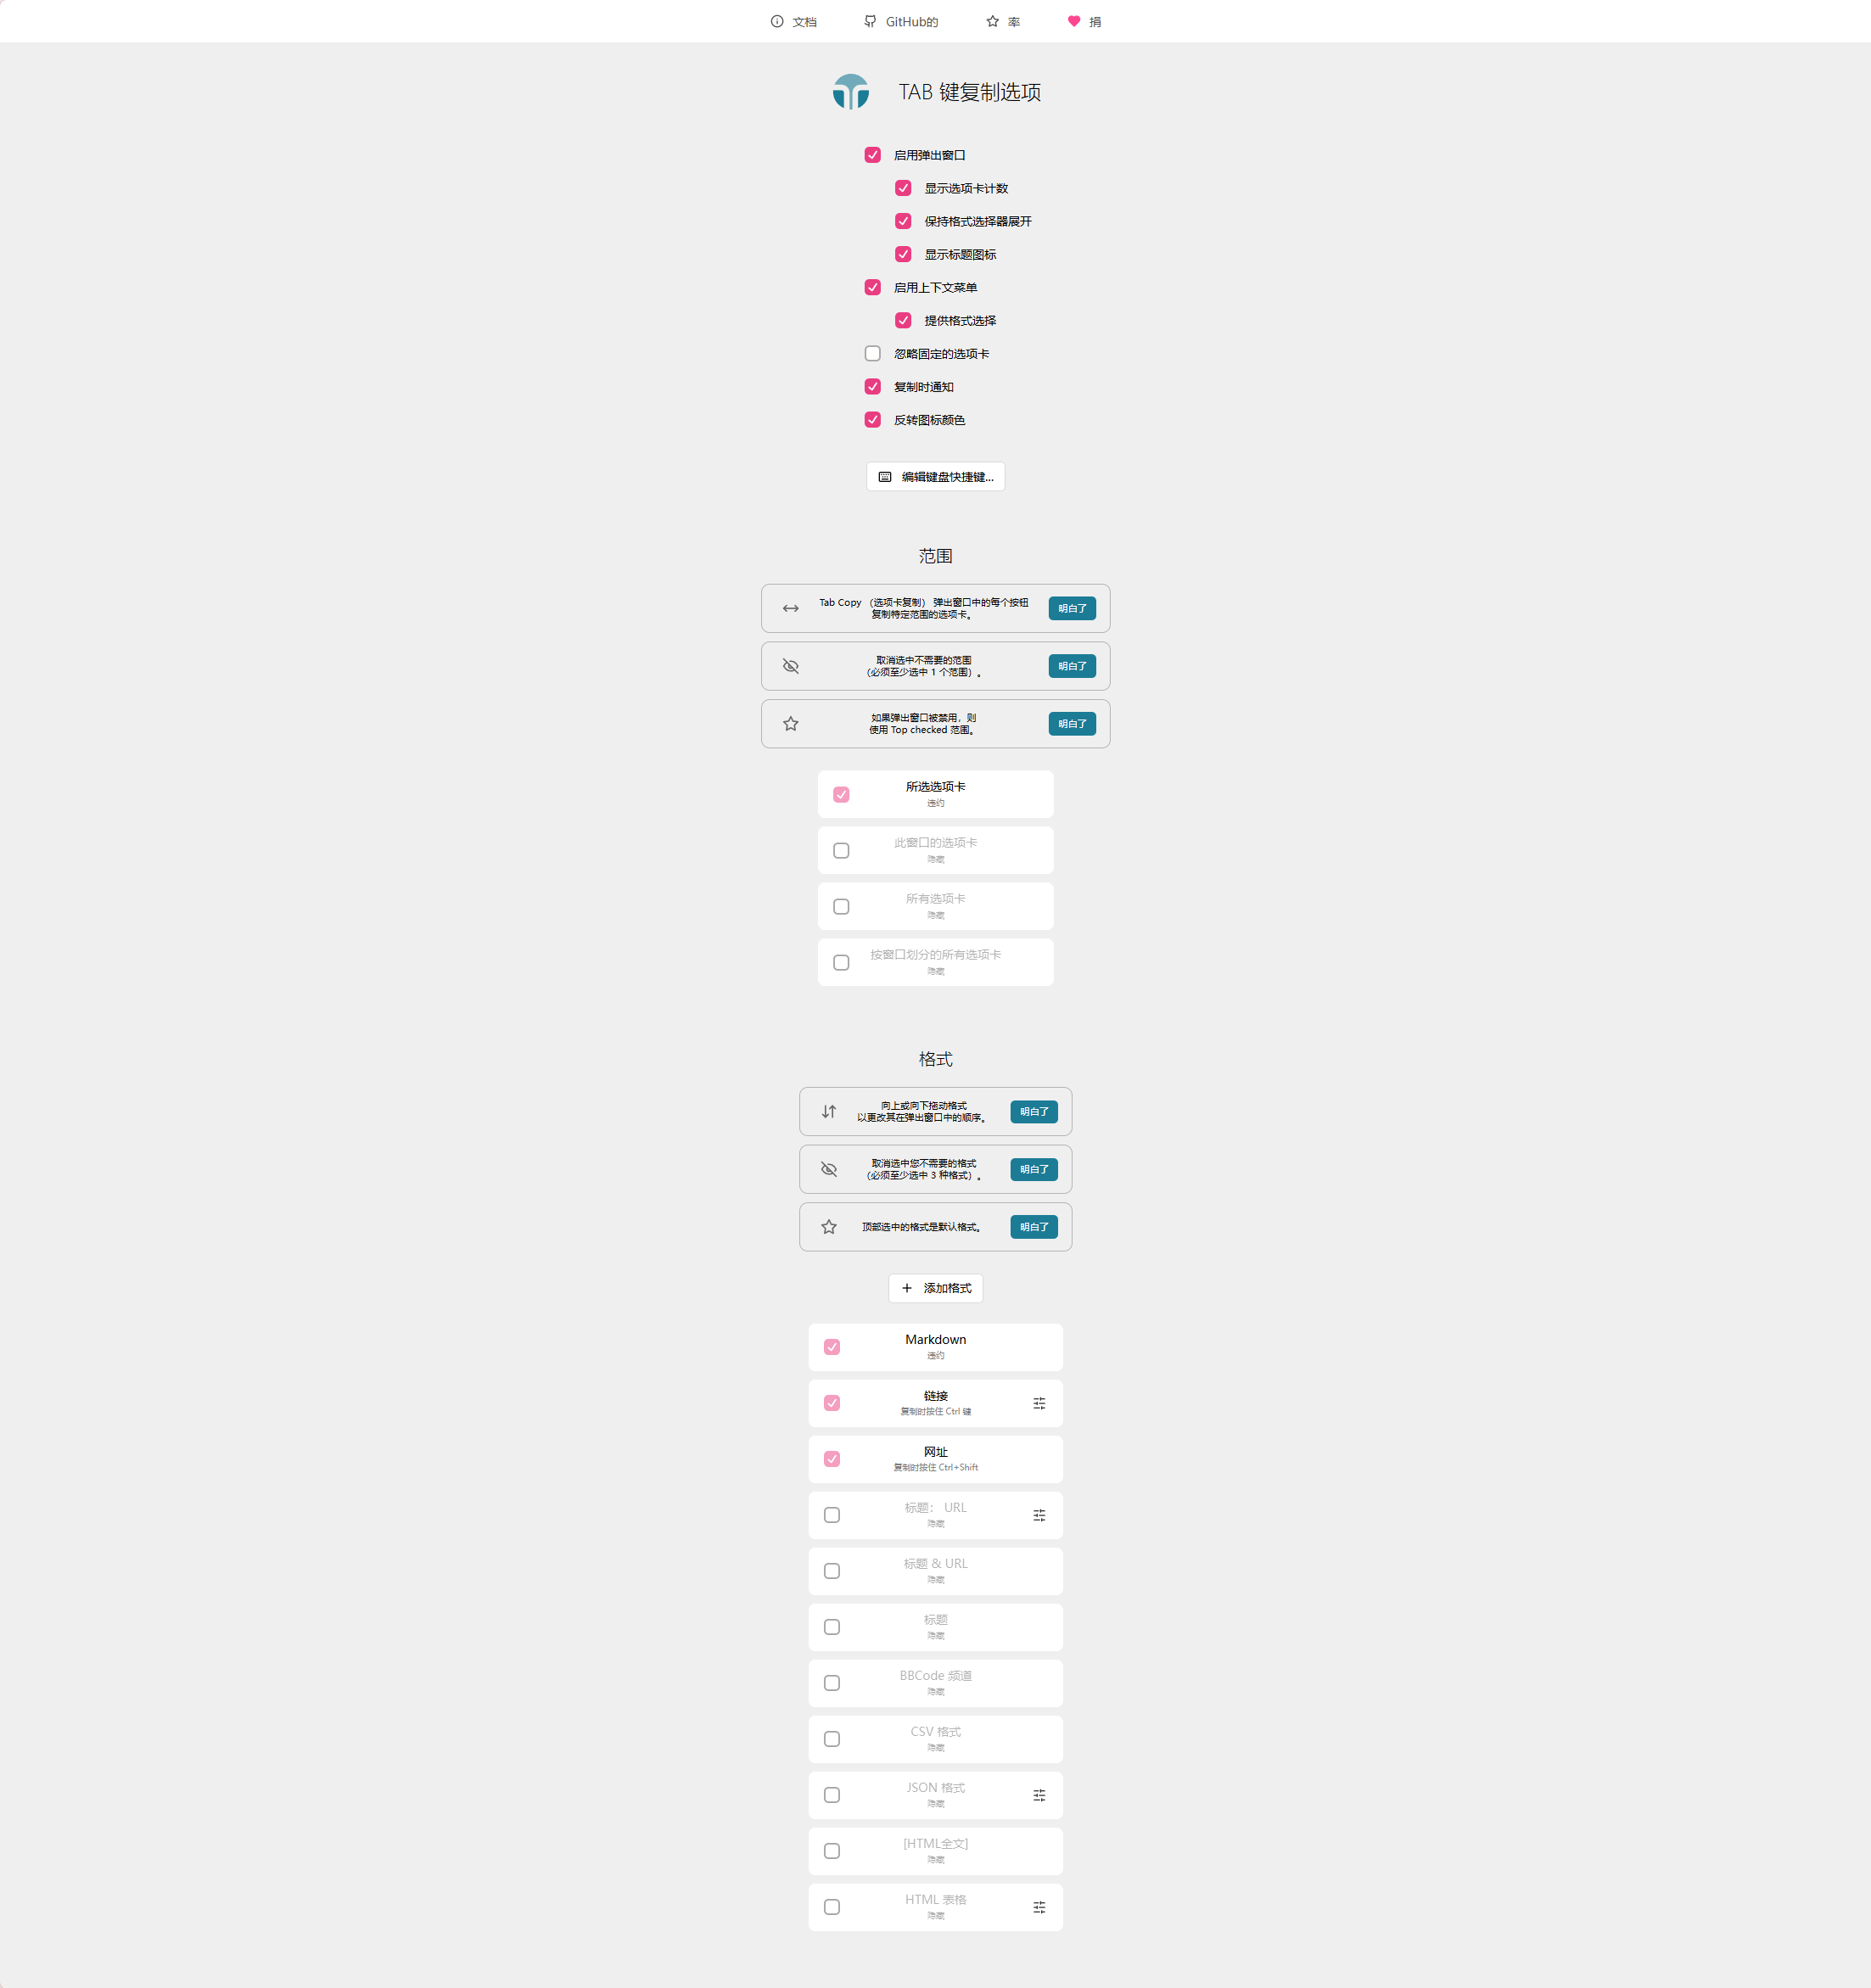 文档
GitHub的
率
捐
TAB 键复制选项
启用弹出窗口
显示选项卡计数
保持格式选择器展开
显示标题图标
启用上下文菜单
提供格式选择
忽略固定的选项卡
复制时通知
反转图标颜色
编辑键盘快捷键...
范围
Tab Copy （选项卡复制） 弹出窗口中的每个按钮
复制特定范围的选项卡。
明白了
取消选中不需要的范围
（必须至少选中 1 个范围）。
明白了
如果弹出窗口被禁用，则
使用 Top checked 范围。
明白了
所选选项卡
违约
此窗口的选项卡
隐藏
所有选项卡
隐藏
按窗口划分的所有选项卡
隐藏
格式
向上或向下拖动格式
以更改其在弹出窗口中的顺序。
明白了
取消选中您不需要的格式
（必须至少选中 3 种格式）。
明白了
顶部选中的格式是默认格式。
明白了
添加格式
Markdown
违约
链接
复制时按住 Ctrl 键
网址
复制时按住 Ctrl+Shift
标题： URL
隐藏
标题 & URL
隐藏
标题
隐藏
BBCode 频道
隐藏
CSV 格式
隐藏
JSON 格式
隐藏
[HTML全文]
隐藏
HTML 表格
隐藏